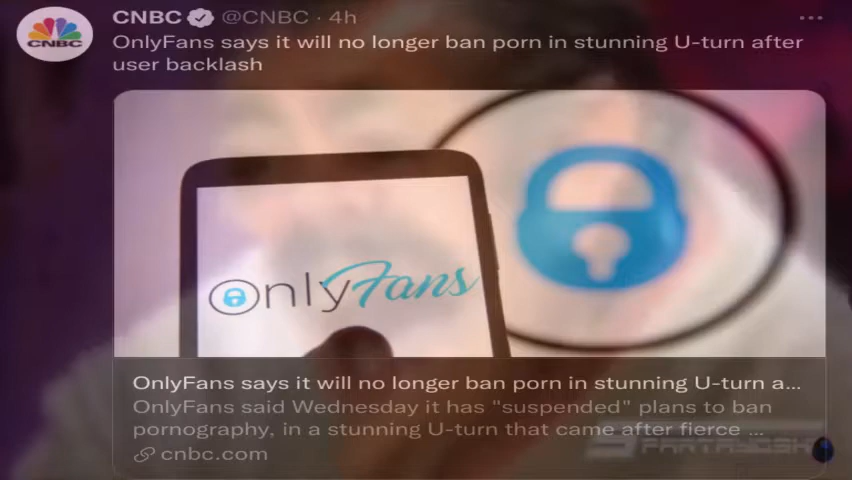 CNBC @CNBC · 4h
OnlyFans says it will no longer ban porn in stunning U-turn after
user backlash
CNBC
OnlyFans
OnlyFans says it will no longer ban porn in stunning U-turn a...
OnlyFans said Wednesday it has "suspended" plans to ban
pornography, in a stunning U-turn that came after fierce ...
cnbc.com